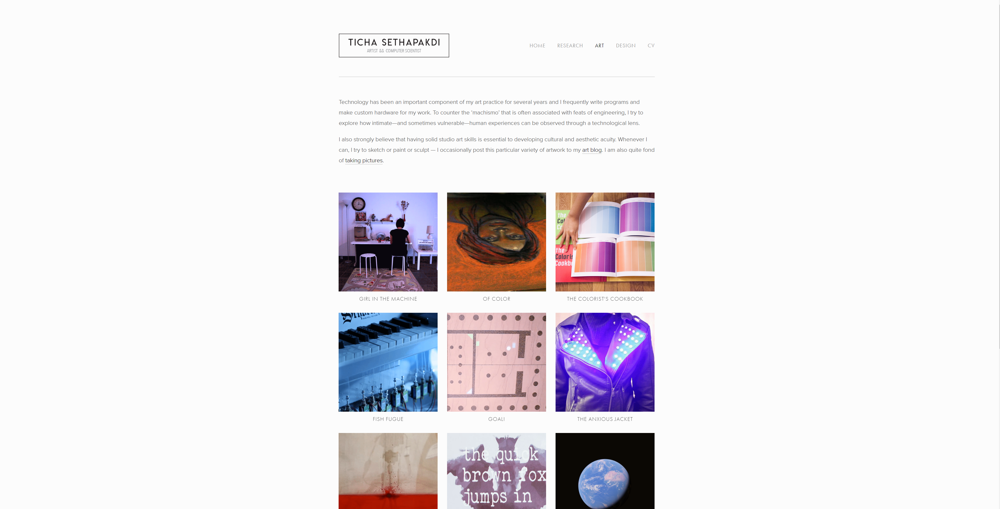 TICHA SETHAPAKDI
ARTIST && COMPUTER SCIENTIST
HOME RESEARCH ART DESIGN CV
Technology has been an important component of my art practice for several years and I frequently write programs and
make custom hardware for my work. To counter the ‘machismo’ that is often associated with feats of engineering, I try to
explore how intimate—and sometimes vulnerable—human experiences can be observed through a technological lens.
I also strongly believe that having solid studio art skills is essential to developing cultural and aesthetic acuity. Whenever I
can, I try to sketch or paint or sculpt — I occasionally post this particular variety of artwork to my art blog. I am also quite fond
of taking pictures.
the
the
Coloris
Cookb
GIRL IN THE MACHINE
OF COLOR
THE COLORIST'S COOKBOOK
FISH FUGUE
GOAL!
THE ANXIOUS JACKET
the quick
brown fox
jumps in